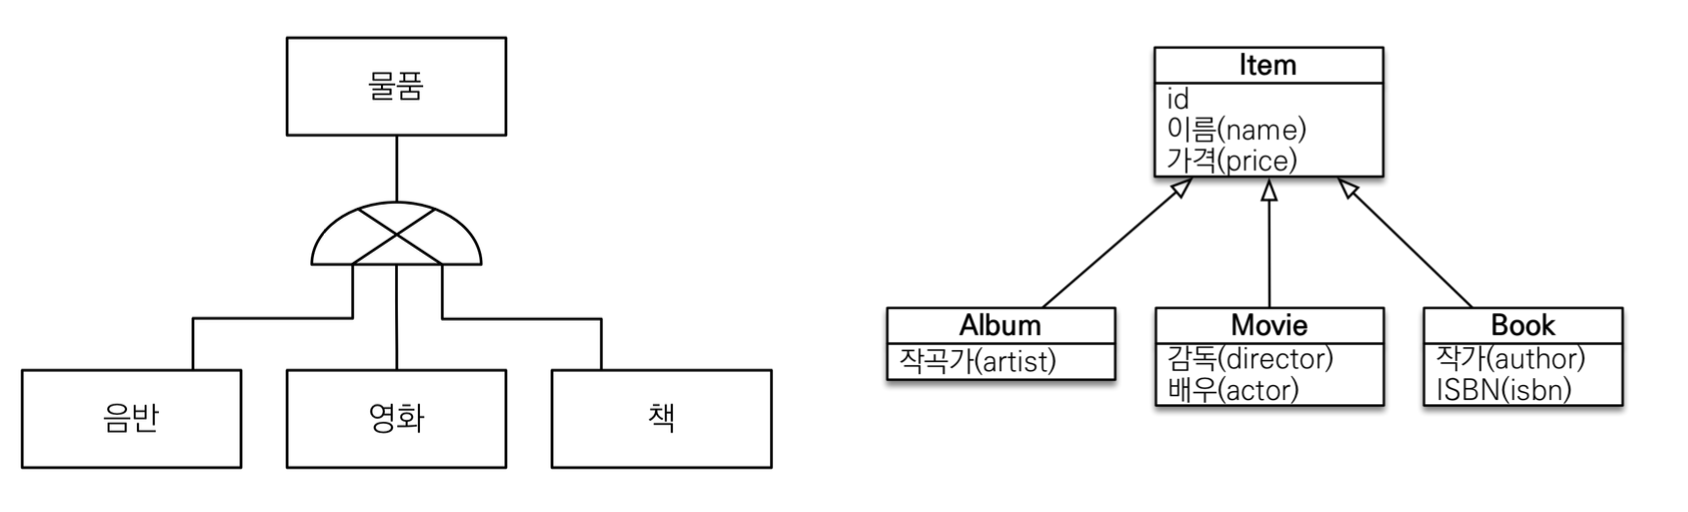 물품
음반
영화
책
Item
id
이름(name)
가격(price)
Album
작곡가(artist)
Movie
감독(director)
배우(actor)
Book
작가(author)
ISBN(isbn)